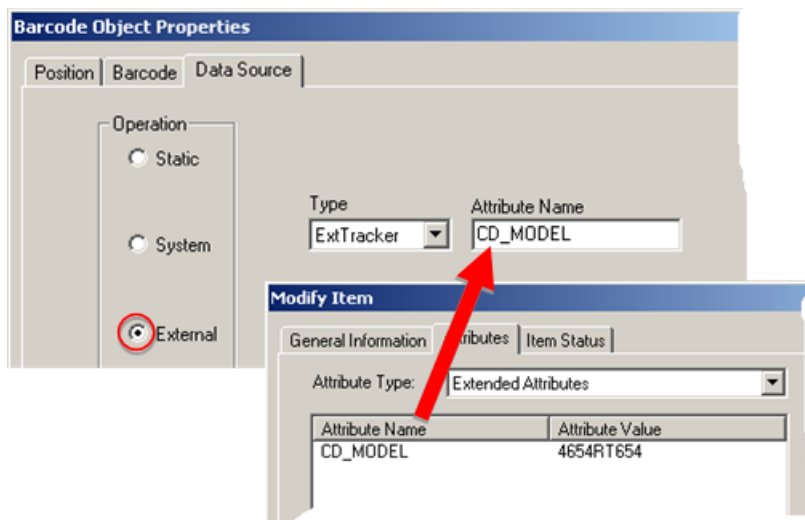 Barcode Object Properties
Position Barcode Data Source
Operation
Static
Type Attribute Name
ExtTracker CD_MODEL
System
External
Modify Item
General Information Attributes Item Status
Attribute Type: Extended Attributes
Attribute Name Attribute Value
CD_MODEL 4654RT654